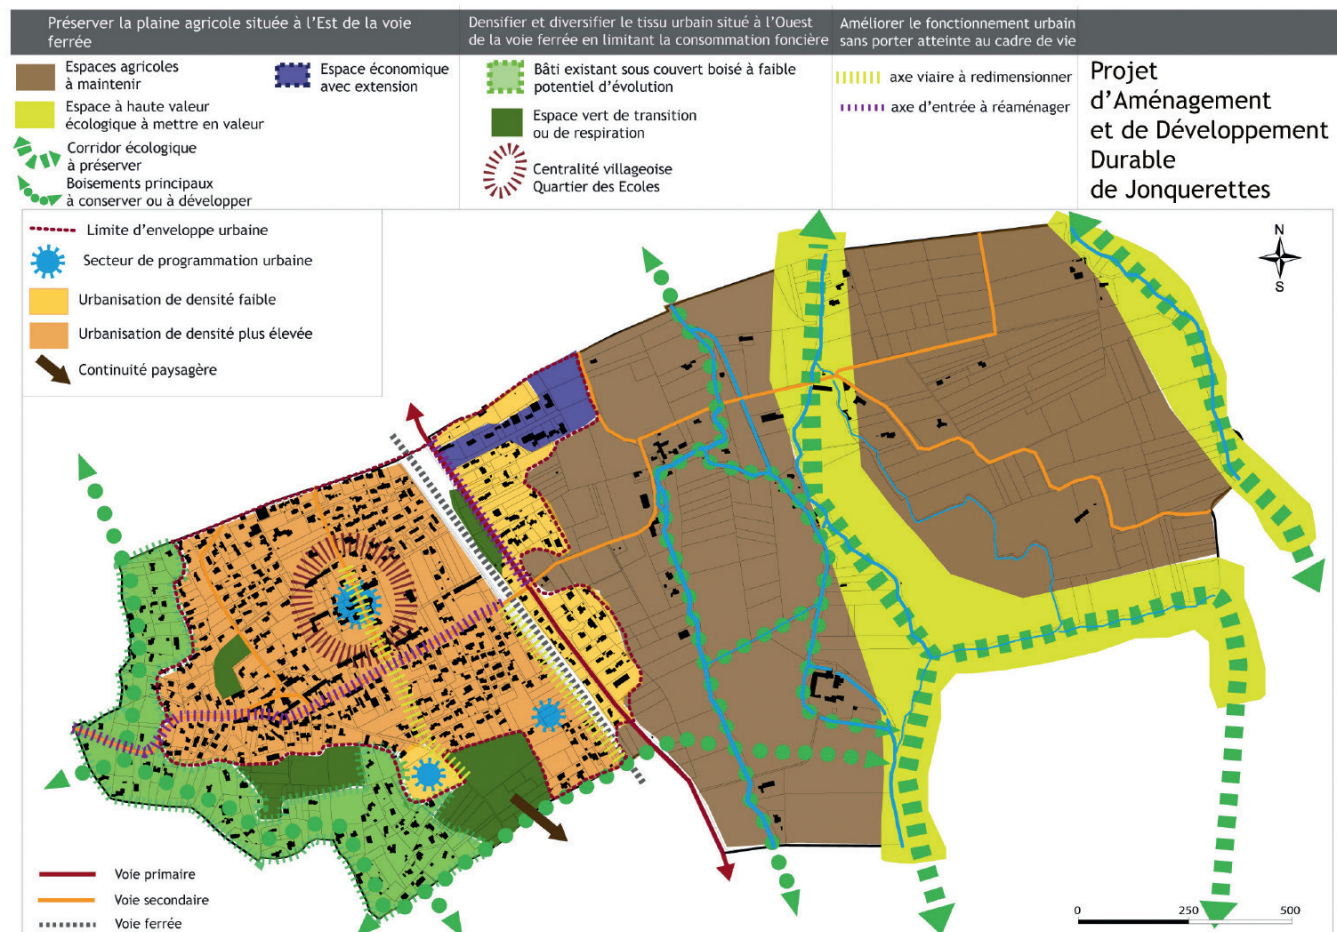 Préserver la plaine agricole située à l'Est de la voie
ferrée
Espaces agricoles
à maintenir
Espace à haute valeur
écologique à mettre en valeur
Corridor écologique
à préserver
Boisements principaux
à conserver ou à développer
Espace économique
avec extension
Densifier et diversifier le tissu urbain situé à l'Ouest
de la voie ferrée en limitant la consommation foncière
Bâti existant sous couvert boisé à faible
potentiel d'évolution
Espace vert de transition
ou de respiration
Centralité villageoise
Quartier des Ecoles
Améliorer le fonctionnement urbain
sans porter atteinte au cadre de vie
axe viaire à redimensionner
axe d'entrée à réaménager
Projet
d'Aménagement
et de Développement
Durable
de Jonquerettes
Limite d'enveloppe urbaine
Secteur de programmation urbaine
Urbanisation de densité faible
Urbanisation de densité plus élevée
Continuité paysagère
N
S
Voie primaire
Voie secondaire
Voie ferrée
0 250 500